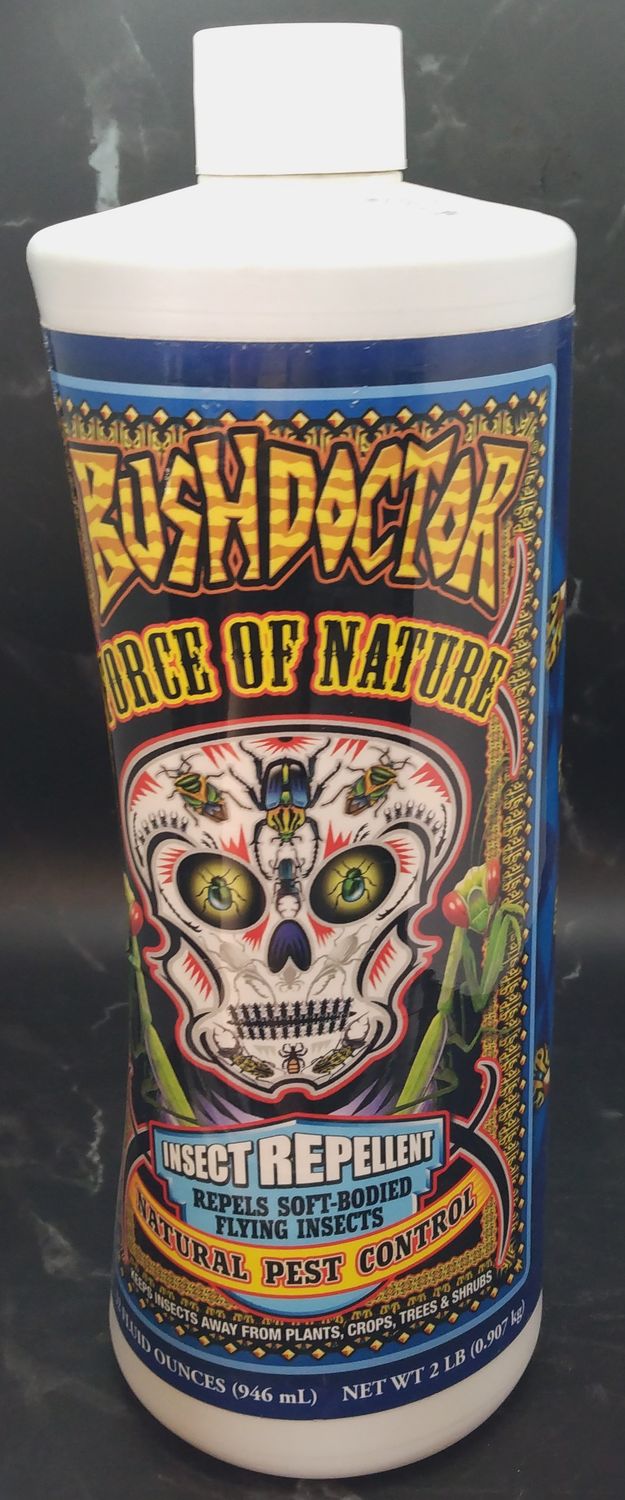 BUSHDOCTOR
FORCE OF NATURE
INSECT REPELLENT
REPELS SOFT-BODIED
FLYING INSECTS
NATURAL PEST CONTROL
KEEPS INSECTS AWAY FROM PLANTS, CROPS, TREES & SHRUBS
FLUID OUNCES (946 mL) NET WT 2 LB (0.907 kg)